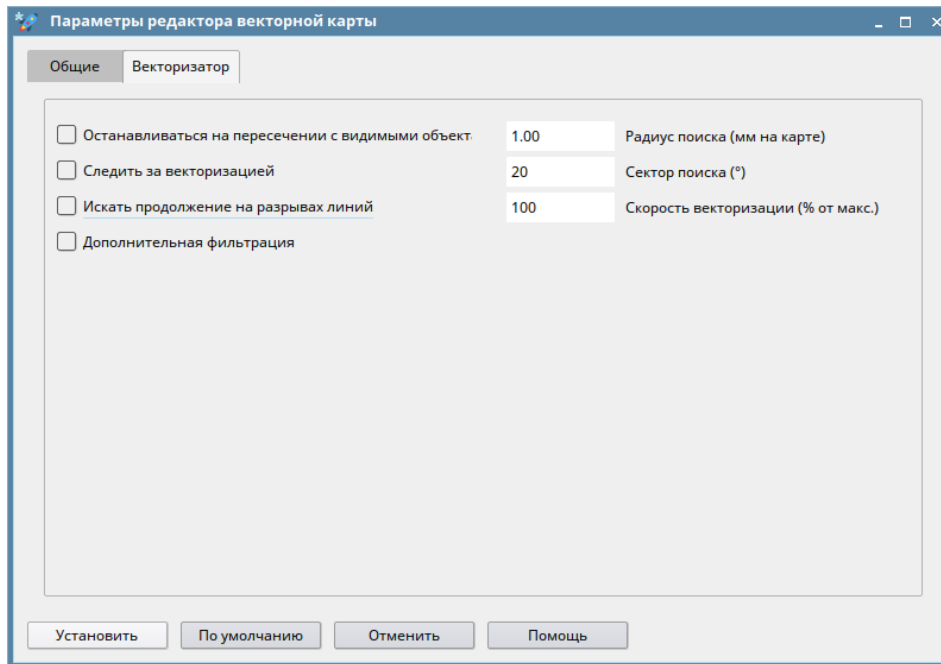 Параметры редактора векторной карты
Общие Векторизатор
Останавливаться на пересечении с видимыми объект 1.00 Радиус поиска (мм на карте)
Следить за векторизацией 20 Сектор поиска (°)
Искать продолжение на разрывах линий 100 Скорость векторизации (% от макс.)
Дополнительная фильтрация
Установить По умолчанию Отменить Помощь